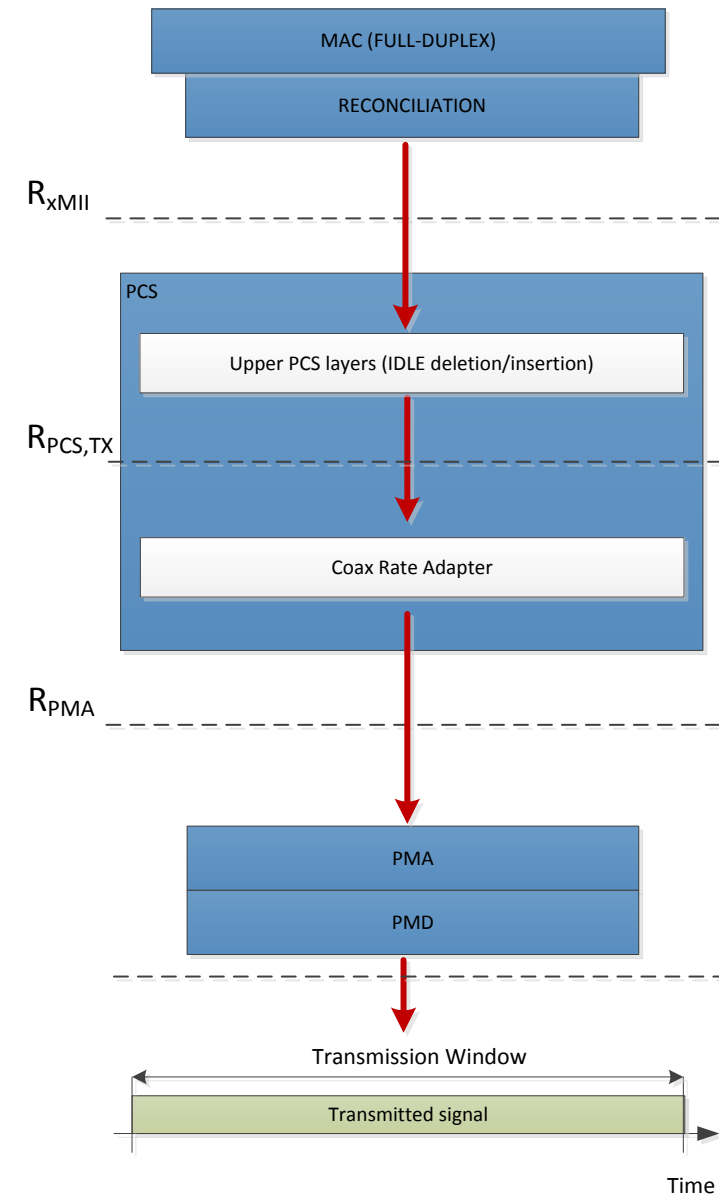 MAC (FULL-DUPLEX)
RECONCILIATION
RxMII
PCS
Upper PCS layers (IDLE deletion/insertion)
RPCS,TX
Coax Rate Adapter
RPMA
PMA
PMD
Transmission Window
Transmitted signal
Time